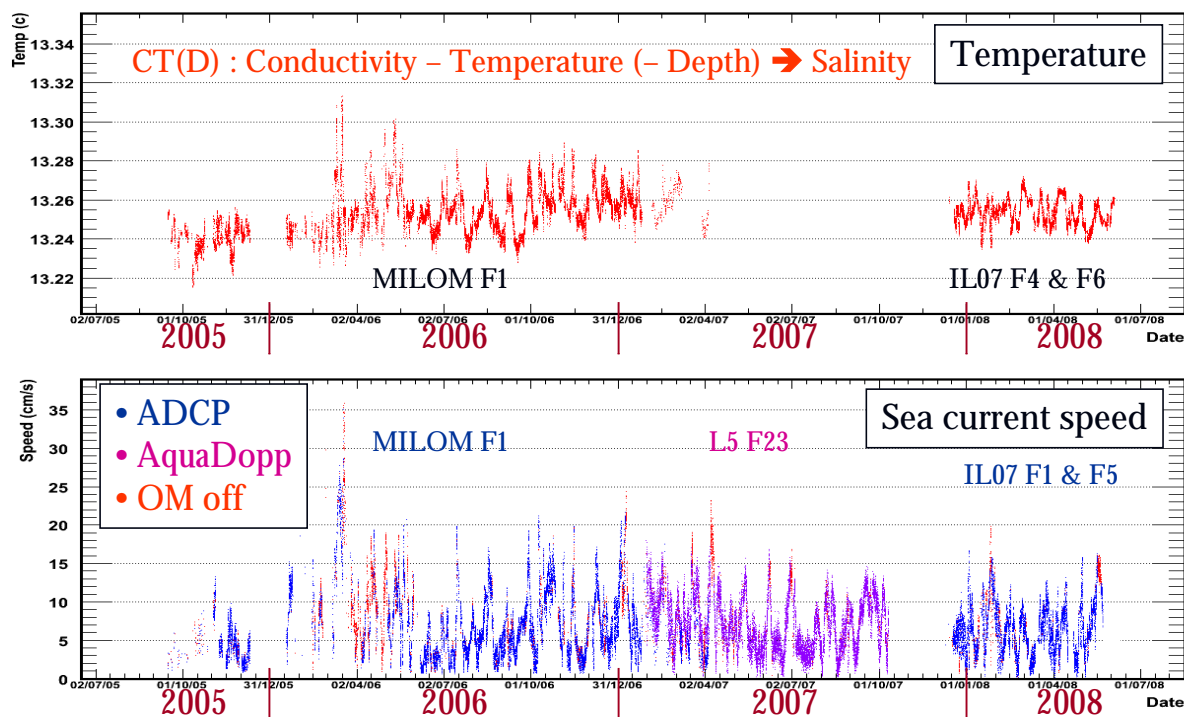 Temp (c)
13.34
13.32
13.30
13.28
13.26
13.24
13.22
CT(D) : Conductivity – Temperature (– Depth) ➔ Salinity
Temperature
MILOM F1
IL07 F4 & F6
02/07/05 01/10/05 31/12/05 02/04/06 02/07/06 01/10/06 31/12/06 02/04/07 02/07/07 01/10/07 01/01/08 01/04/08 01/07/08
2005 2006 2007 2008
Date
Speed (cm/s)
35
30
25
20
15
10
5
0
• ADCP
• AquaDopp
• OM off
Sea current speed
MILOM F1
L5 F23
IL07 F1 & F5
02/07/05 01/10/05 31/12/05 02/04/06 02/07/06 01/10/06 31/12/06 02/04/07 02/07/07 01/10/07 01/01/08 01/04/08 01/07/08
2005 2006 2007 2008
Date